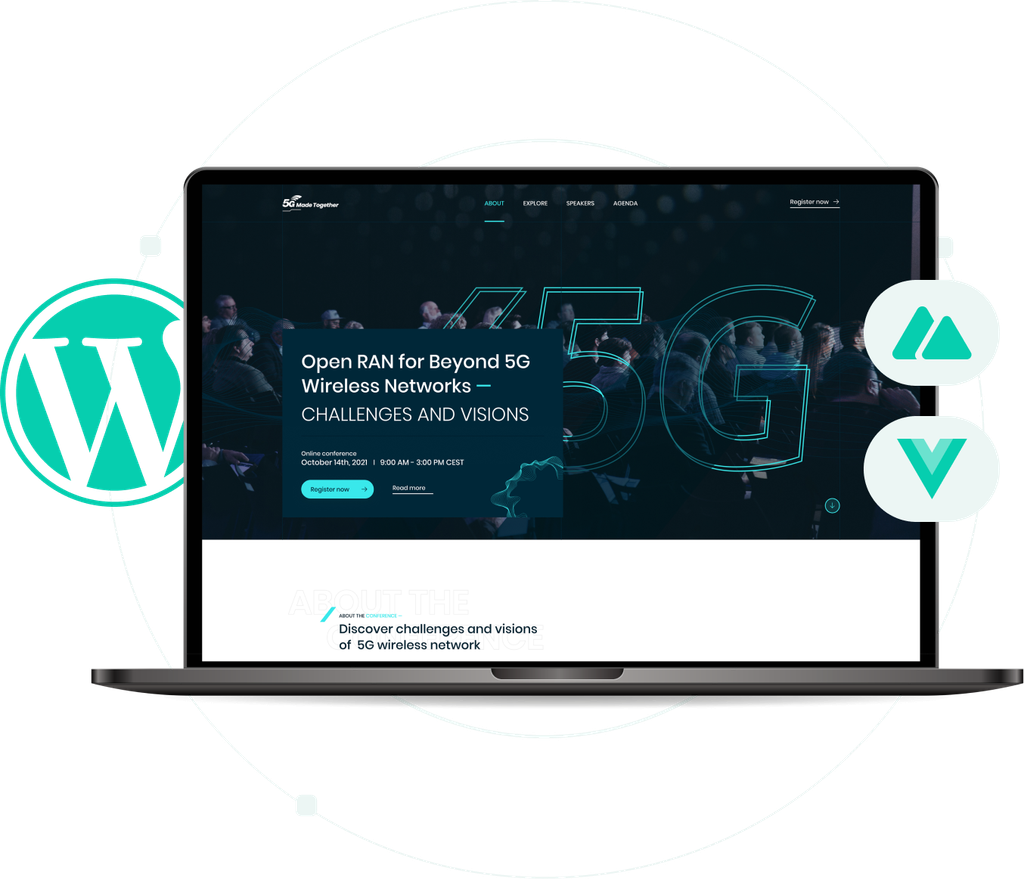 5G Made Together
ABOUT EXPLORE SPEAKERS AGENDA
Register now
5G
Open RAN for Beyond 5G
Wireless Networks —
CHALLENGES AND VISIONS
Online conference
October 14th, 2021 | 9:00 AM - 3:00 PM CEST
Register now
Read more
ABOUT THE
ABOUT THE CONFERENCE —
Discover challenges and visions
of 5G wireless network